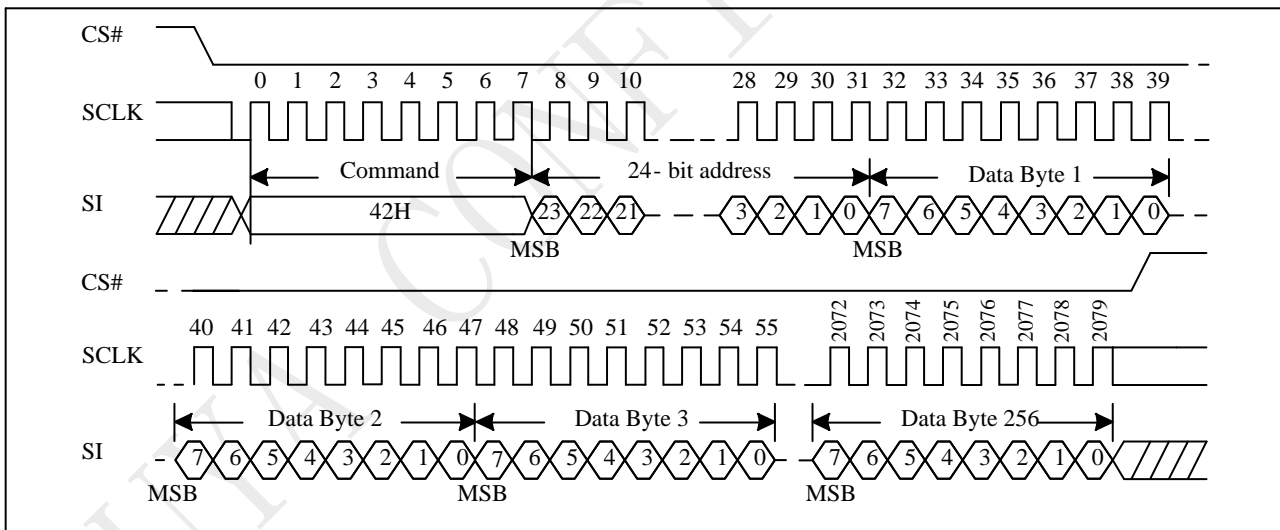 CS#
0 1 2 3 4 5 6 7 8 9 10 28 29 30 31 32 33 34 35 36 37 38 39
SCLK
Command 24- bit address Data Byte 1
SI 42H 23 22 21 3 2 1 0 7 6 5 4 3 2 1 0
MSB MSB
CS#
40 41 42 43 44 45 46 47 48 49 50 51 52 53 54 55 2072 2073 2074 2075 2076 2077 2078 2079
SCLK
Data Byte 2 Data Byte 3 Data Byte 256
SI 7 6 5 4 3 2 1 0 7 6 5 4 3 2 1 0 7 6 5 4 3 2 1 0
MSB MSB MSB